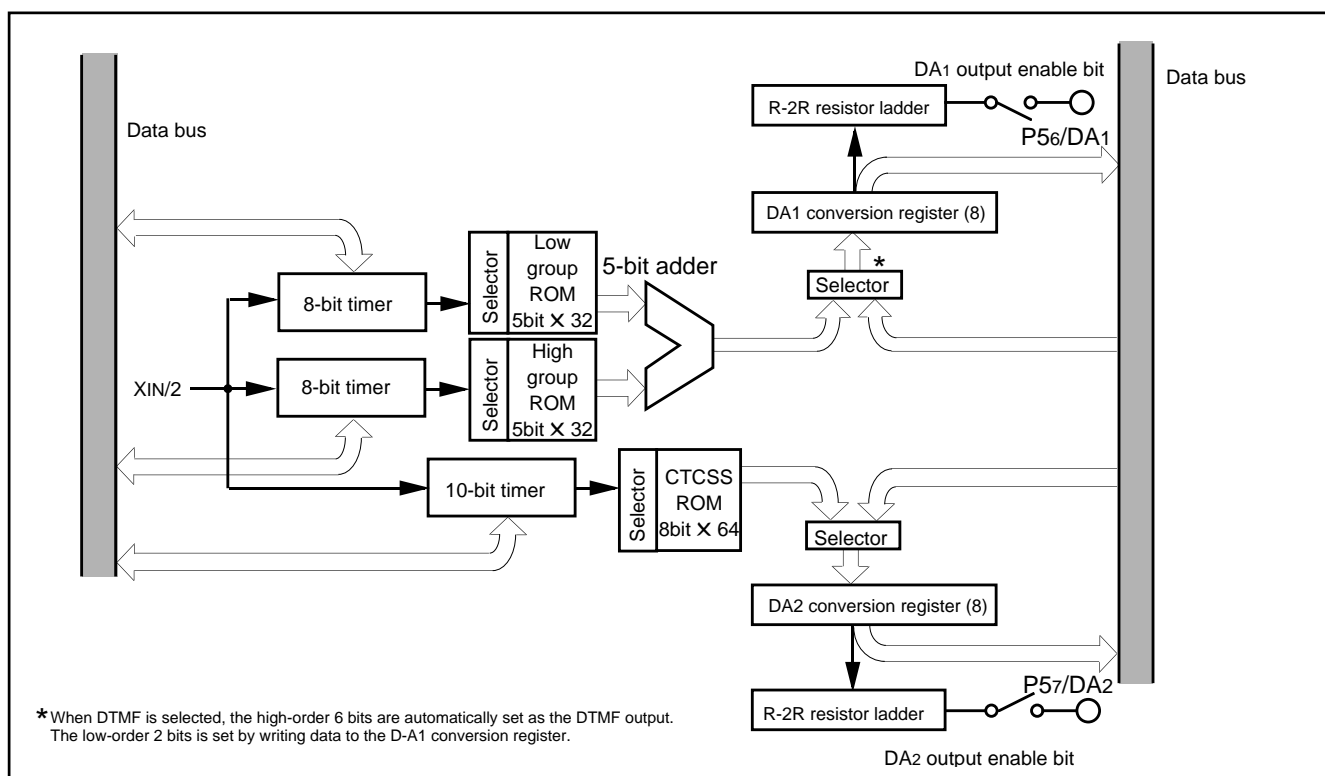 DA1 output enable bit
Data bus
R-2R resistor ladder
P56/DA1
Data bus
DA1 conversion register (8)
*
Selector
8-bit timer
Selector
Low
group
ROM
5bit X 32
5-bit adder
XIN/2
8-bit timer
Selector
High
group
ROM
5bit X 32
10-bit timer
Selector
CTCSS
ROM
8bit X 64
Selector
DA2 conversion register (8)
P57/DA2
R-2R resistor ladder
DA2 output enable bit
* When DTMF is selected, the high-order 6 bits are automatically set as the DTMF output.
The low-order 2 bits is set by writing data to the D-A1 conversion register.